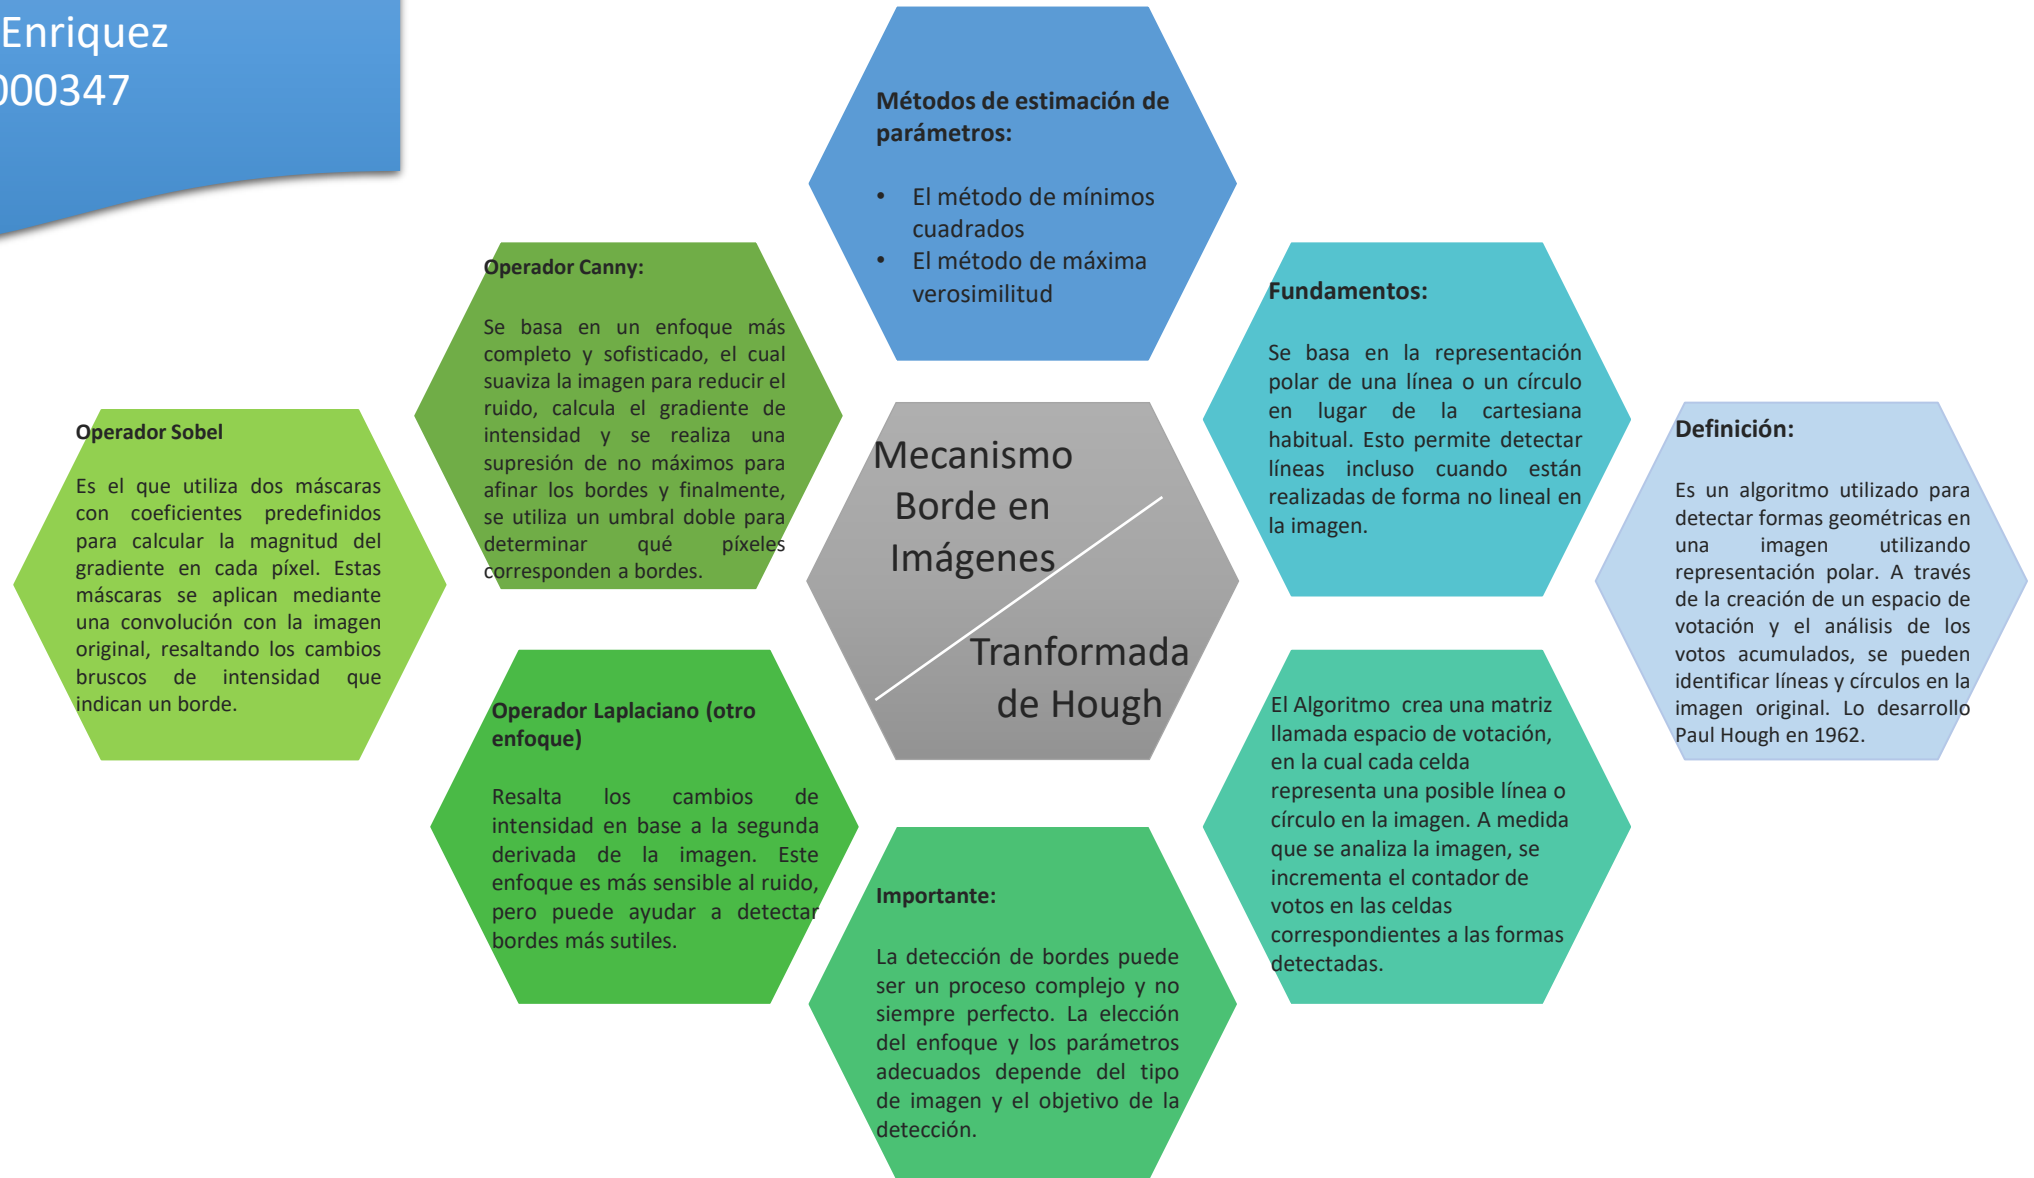 Enriquez
000347
Métodos de estimación de
parámetros:
• El método de mínimos
cuadrados
• El método de máxima
verosimilitud
Operador Canny:
Se basa en un enfoque más
completo y sofisticado, el cual
suaviza la imagen para reducir el
ruido, calcula el gradiente de
intensidad y se realiza una
supresión de no máximos para
afinar los bordes y finalmente,
se utiliza un umbral doble para
determinar qué píxeles
corresponden a bordes.
Fundamentos:
Se basa en la representación
polar de una línea o un círculo
en lugar de la cartesiana
habitual. Esto permite detectar
líneas incluso cuando están
realizadas de forma no lineal en
la imagen.
Operador Sobel
Es el que utiliza dos máscaras
con coeficientes predefinidos
para calcular la magnitud del
gradiente en cada píxel. Estas
máscaras se aplican mediante
una convolución con la imagen
original, resaltando los cambios
bruscos de intensidad que
indican un borde.
Mecanismo
Borde en
Imágenes
Tranformada
de Hough
Definición:
Es un algoritmo utilizado para
detectar formas geométricas en
una imagen utilizando
representación polar. A través
de la creación de un espacio de
votación y el análisis de los
votos acumulados, se pueden
identificar líneas y círculos en la
imagen original. Lo desarrollo
Paul Hough en 1962.
Operador Laplaciano (otro
enfoque)
Resalta los cambios de
intensidad en base a la segunda
derivada de la imagen. Este
enfoque es más sensible al ruido,
pero puede ayudar a detectar
bordes más sutiles.
El Algoritmo crea una matriz
llamada espacio de votación,
en la cual cada celda
representa una posible línea o
círculo en la imagen. A medida
que se analiza la imagen, se
incrementa el contador de
votos en las celdas
correspondientes a las formas
detectadas.
Importante:
La detección de bordes puede
ser un proceso complejo y no
siempre perfecto. La elección
del enfoque y los parámetros
adecuados depende del tipo
de imagen y el objetivo de la
detección.